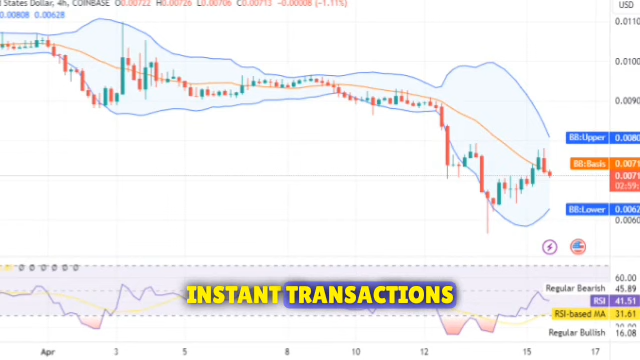 States Dollar, 4h, COINBASE O0.00722 H0.00726 L0.00706 C0.00713 -0.00008 (-1.11%)
0.00808 0.00628
USD
0.0110
0.0100
0.0090
BB:Upper 0.0080
BB:Basis 0.0071
0.0071
02:59:
BB:Lower 0.0062
0.0060
60.00
Regular Bearish 45.89
INSTANT TRANSACTIONS
RSI 41.51
RSI-based MA 31.61
Regular Bullish 16.08
Apr 3 5 8 10 12 15 17